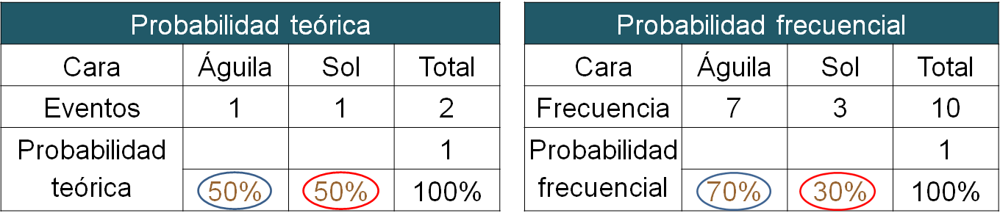 Probabilidad teórica
Cara Águila Sol Total
Eventos 1 1 2
Probabilidad teórica 1
50% 50% 100%
Probabilidad frecuencial
Cara Águila Sol Total
Frecuencia 7 3 10
Probabilidad frecuencial 1
70% 30% 100%